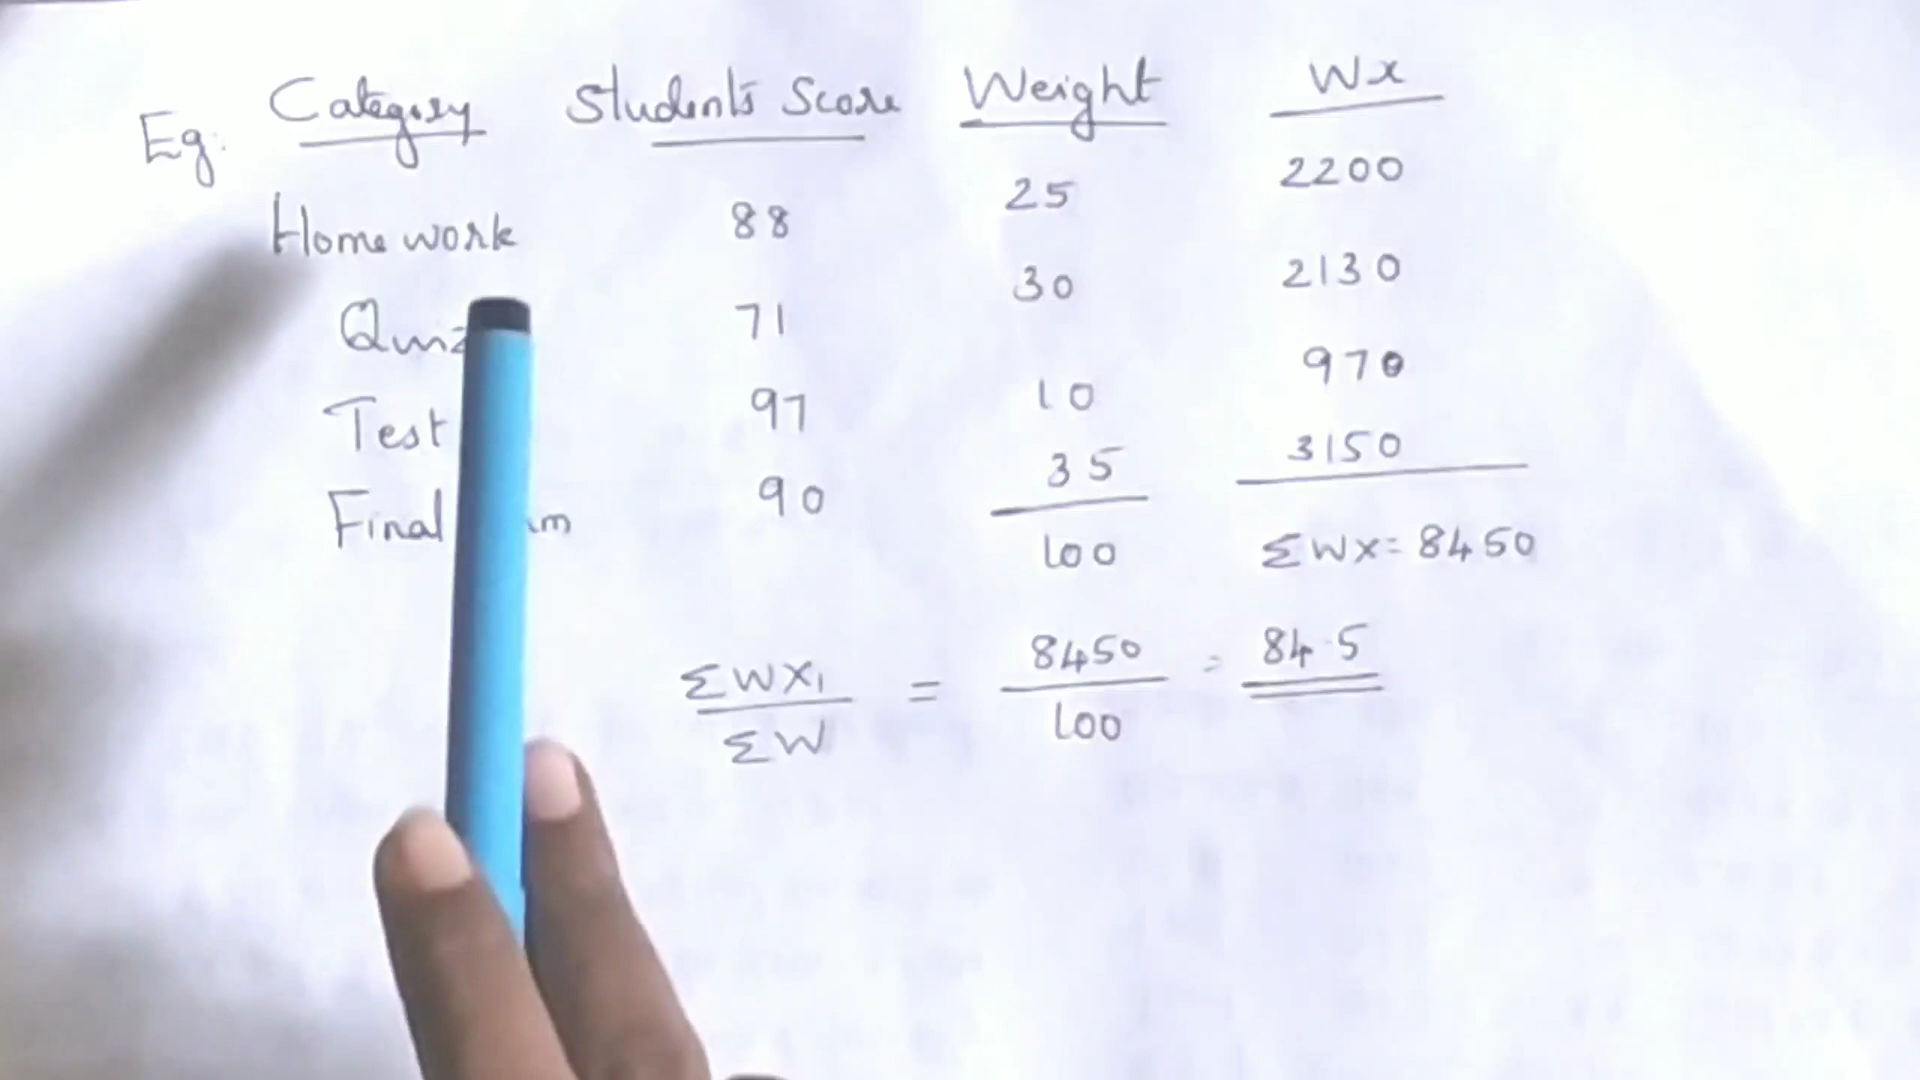 Eg: Category Students Score Weight Wx
Home work 88 25 2200
Quiz 71 30 2130
Test 97 10 970
Final 90 35 3150
100 ΣWx = 8450
ΣWX₁ / ΣW = 8450 / 100 = 84.5